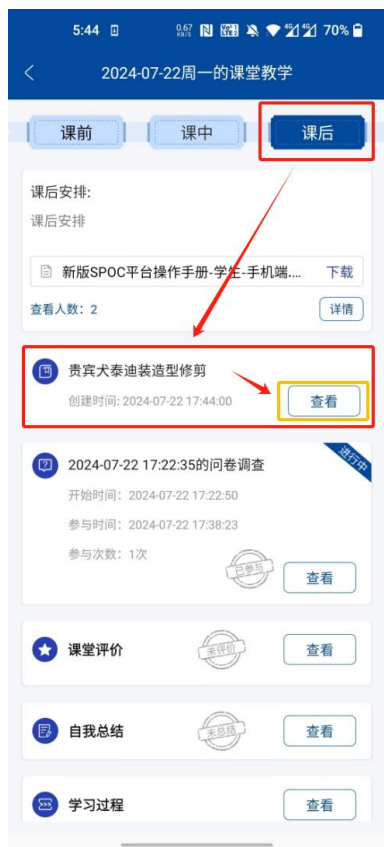 5:44 0.67 KB/S 4G 4G 70%
2024-07-22周一的课堂教学
课前 课中 课后
课后安排:
课后安排
新版SPOC平台操作手册-学生-手机端.... 下载
查看人数：2 详情
贵宾犬泰迪装造型修剪
创建时间: 2024-07-22 17:44:00 查看
进行中
2024-07-22 17:22:35的问卷调查
开始时间：2024-07-22 17:22:50
参与时间：2024-07-22 17:38:23
参与次数：1次 已参与 查看
课堂评价 未评价 查看
自我总结 未总结 查看
学习过程 查看